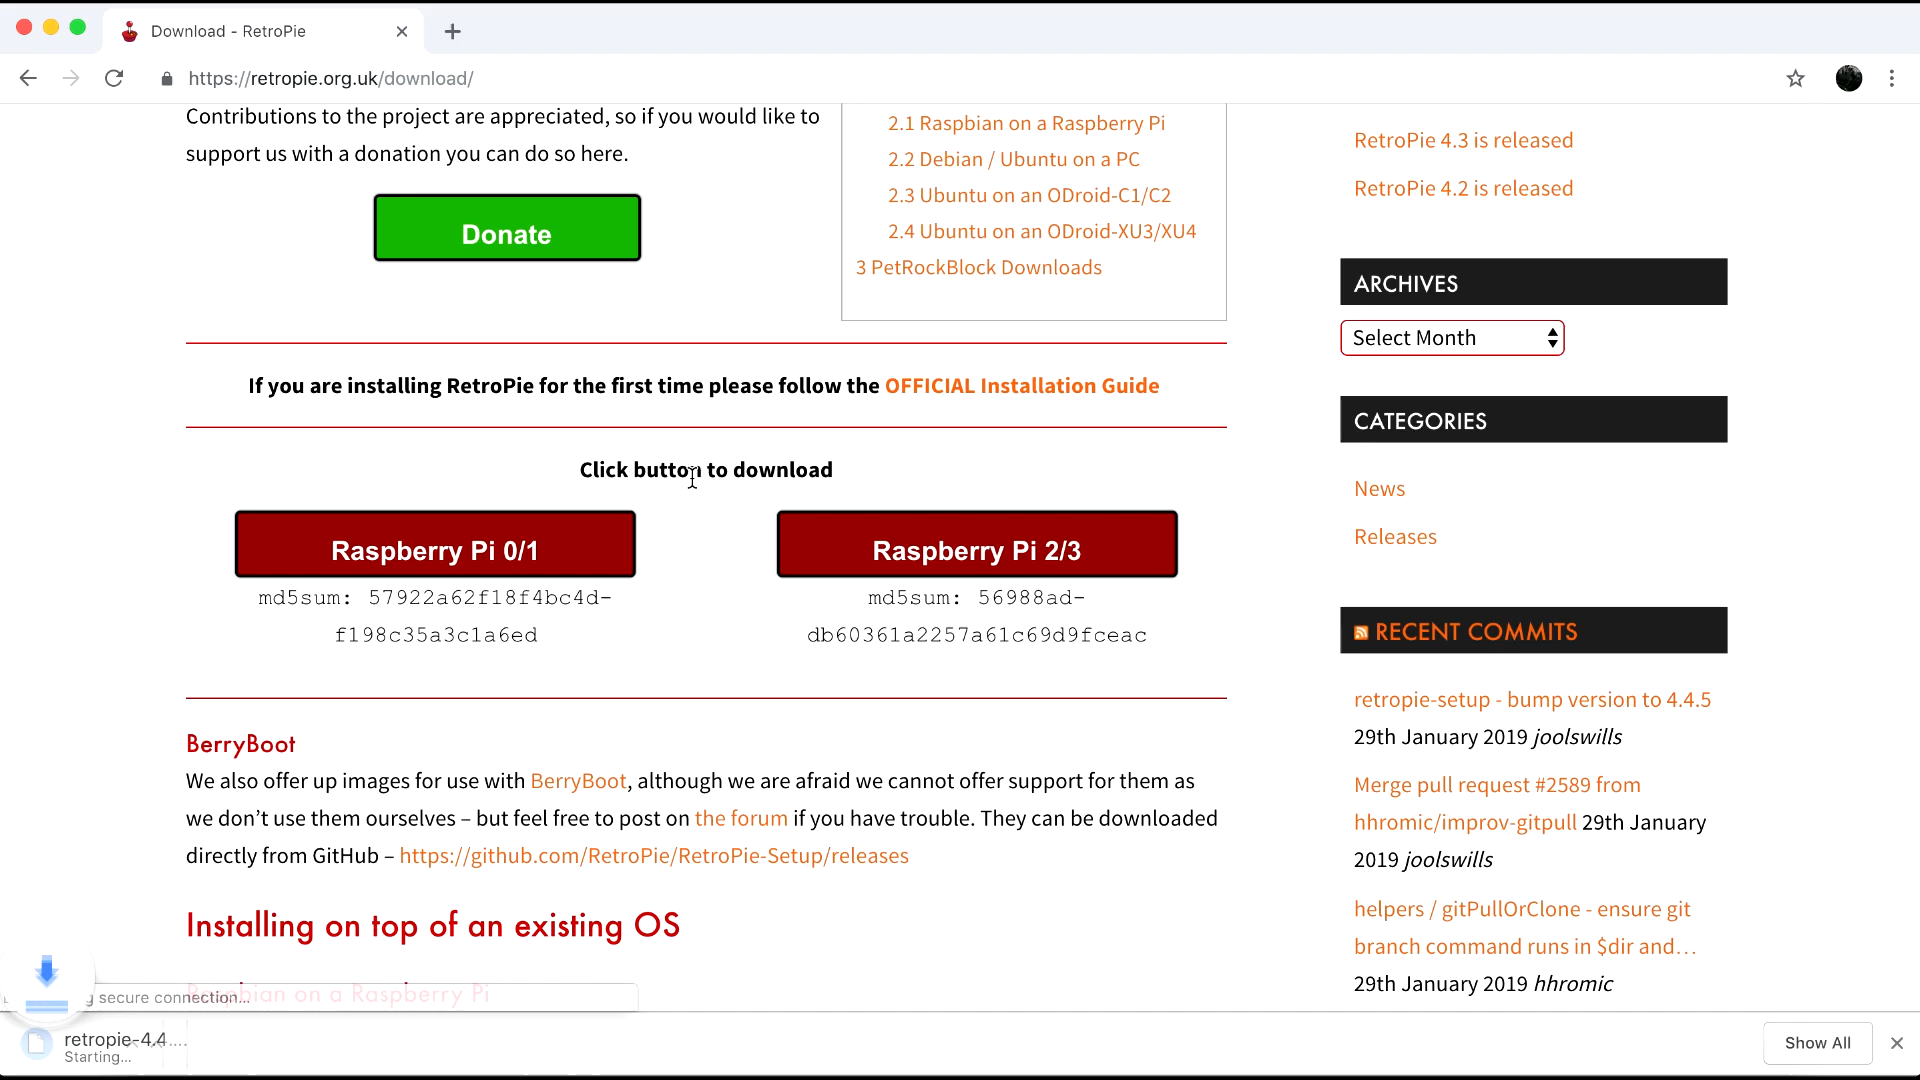 Download - RetroPie
https://retropie.org.uk/download/
Contributions to the project are appreciated, so if you would like to
support us with a donation you can do so here.
Donate
2.1 Raspbian on a Raspberry Pi
2.2 Debian / Ubuntu on a PC
2.3 Ubuntu on an ODroid-C1/C2
2.4 Ubuntu on an ODroid-XU3/XU4
3 PetRockBlock Downloads
If you are installing RetroPie for the first time please follow the OFFICIAL Installation Guide
Click button to download
Raspberry Pi 0/1
md5sum: 57922a62f18f4bc4d-
f198c35a3c1a6ed
Raspberry Pi 2/3
md5sum: 56988ad-
db60361a2257a61c69d9fceac
BerryBoot
We also offer up images for use with BerryBoot, although we are afraid we cannot offer support for them as
we don’t use them ourselves – but feel free to post on the forum if you have trouble. They can be downloaded
directly from GitHub – https://github.com/RetroPie/RetroPie-Setup/releases
Installing on top of an existing OS
Raspbian on a Raspberry Pi
RetroPie 4.3 is released
RetroPie 4.2 is released
ARCHIVES
Select Month
CATEGORIES
News
Releases
RECENT COMMITS
retropie-setup - bump version to 4.4.5
29th January 2019 joolswills
Merge pull request #2589 from
hhromic/improv-gitpull 29th January
2019 joolswills
helpers / gitPullOrClone - ensure git
branch command runs in $dir and…
29th January 2019 hhromic
secure connection...
retropie-4.4....
Starting...
Show All